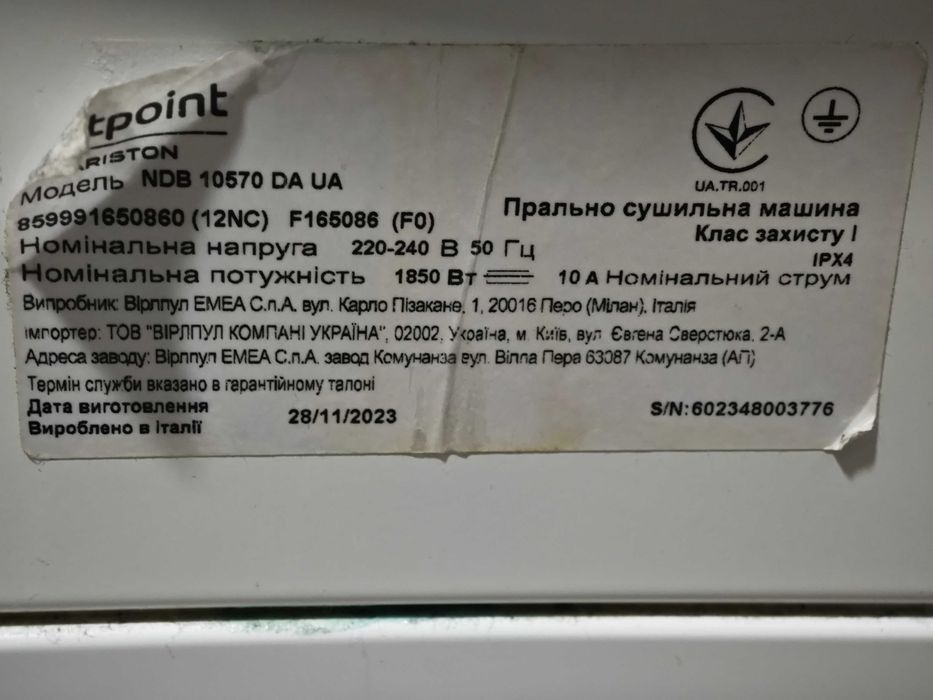 tpoint
ARISTON
Модель NDB 10570 DA UA
859991650860 (12NC) F165086 (F0)
Номінальна напруга 220-240 В 50 Гц
Номінальна потужність 1850 Вт 10 А Номінальний струм
UA.TR.001
Прально сушильна машина
Клас захисту I
IPX4
Випробник: Вірлпул ЕМЕА С.п.А. вул. Карло Пізакане, 1, 20016 Перо (Мілан), Італія
імпортер: ТОВ "ВІРЛПУЛ КОМПАНІ УКРАЇНА", 02002, Україна, м. Київ, вул. Євгена Сверстюка, 2-А
Адреса заводу: Вірлпул ЕМЕА С.п.А. завод Комунанза вул. Вілла Пера 63087 Комунанза (АП)
Термін служби вказано в гарантійному талоні
Дата виготовлення 28/11/2023
Вироблено в Італії
S/N:602348003776